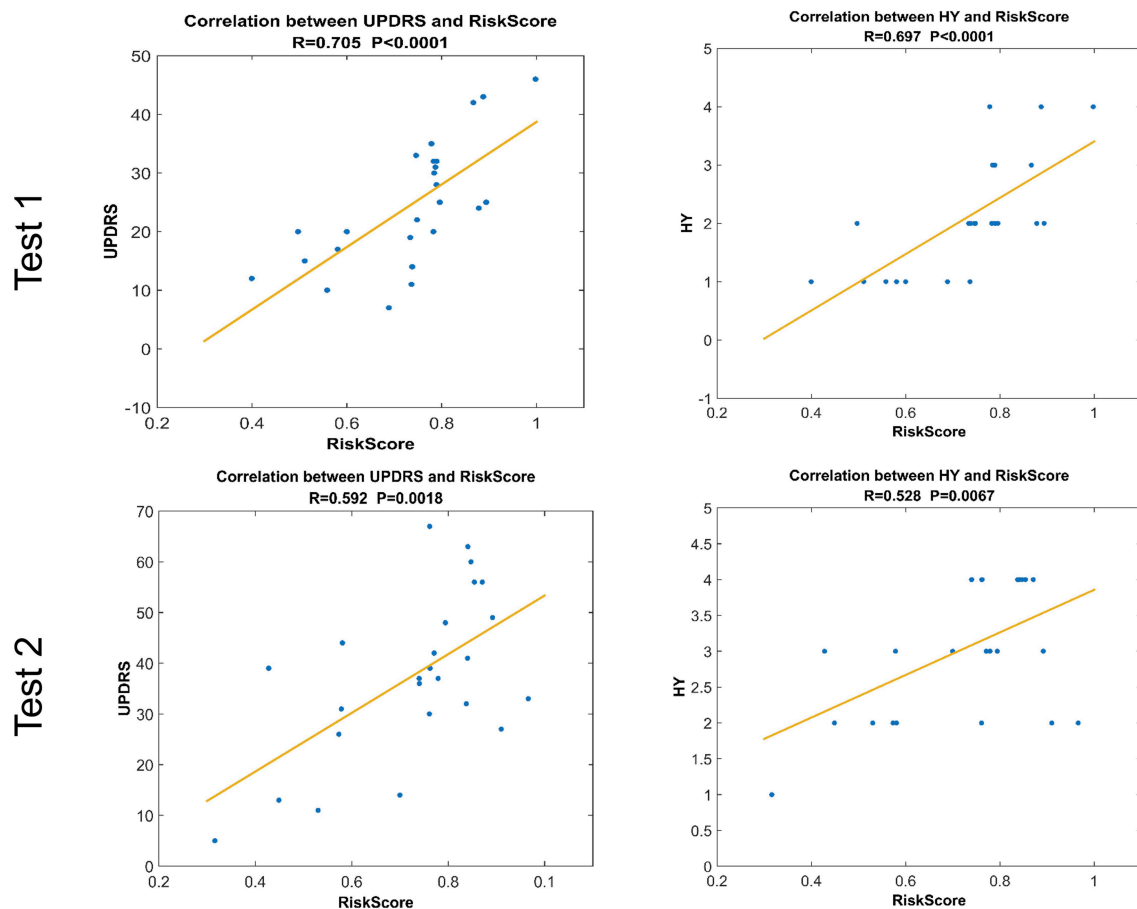 Test 1
Correlation between UPDRS and RiskScore
R=0.705 P<0.0001
UPDRS
50
40
30
20
10
0
-10
0.2 0.4 0.6 0.8 1
RiskScore
Correlation between HY and RiskScore
R=0.697 P<0.0001
HY
5
4
3
2
1
0
-1
0.2 0.4 0.6 0.8 1
RiskScore
Test 2
Correlation between UPDRS and RiskScore
R=0.592 P=0.0018
UPDRS
70
60
50
40
30
20
10
0
0.2 0.4 0.6 0.8 0.1
RiskScore
Correlation between HY and RiskScore
R=0.528 P=0.0067
HY
5
4.5
4
3.5
3
2.5
2
1.5
1
0.5
0
0.2 0.4 0.6 0.8 1
RiskScore